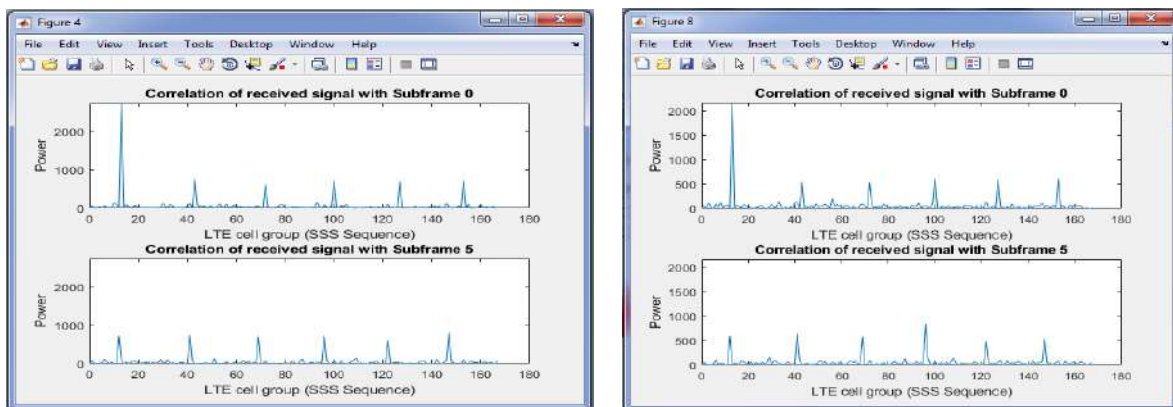 Figure 4
File Edit View Insert Tools Desktop Window Help
Correlation of received signal with Subframe 0
Power
2000
1000
0
0 20 40 60 80 100 120 140 160 180
LTE cell group (SSS Sequence)
Correlation of received signal with Subframe 5
Power
2000
1000
0
0 20 40 60 80 100 120 140 160 180
LTE cell group (SSS Sequence)
Figure 8
File Edit View Insert Tools Desktop Window Help
Correlation of received signal with Subframe 0
Power
2000
1500
1000
500
0
0 20 40 60 80 100 120 140 160 180
LTE cell group (SSS Sequence)
Correlation of received signal with Subframe 5
Power
2000
1500
1000
500
0
0 20 40 60 80 100 120 140 160 180
LTE cell group (SSS Sequence)